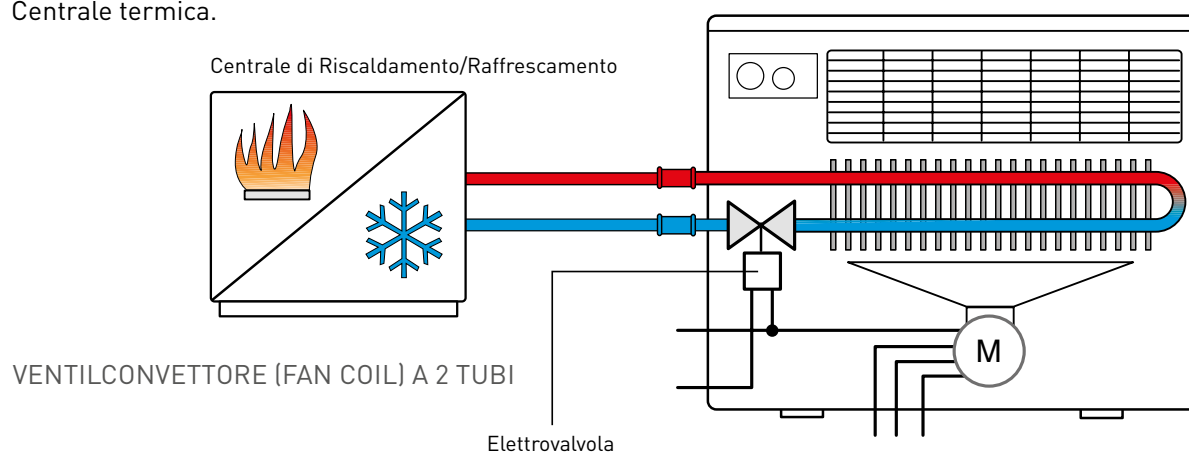 Centrale termica.
Centrale di Riscaldamento/Raffrescamento
M
VENTILCONVETTORE (FAN COIL) A 2 TUBI
Elettrovalvola